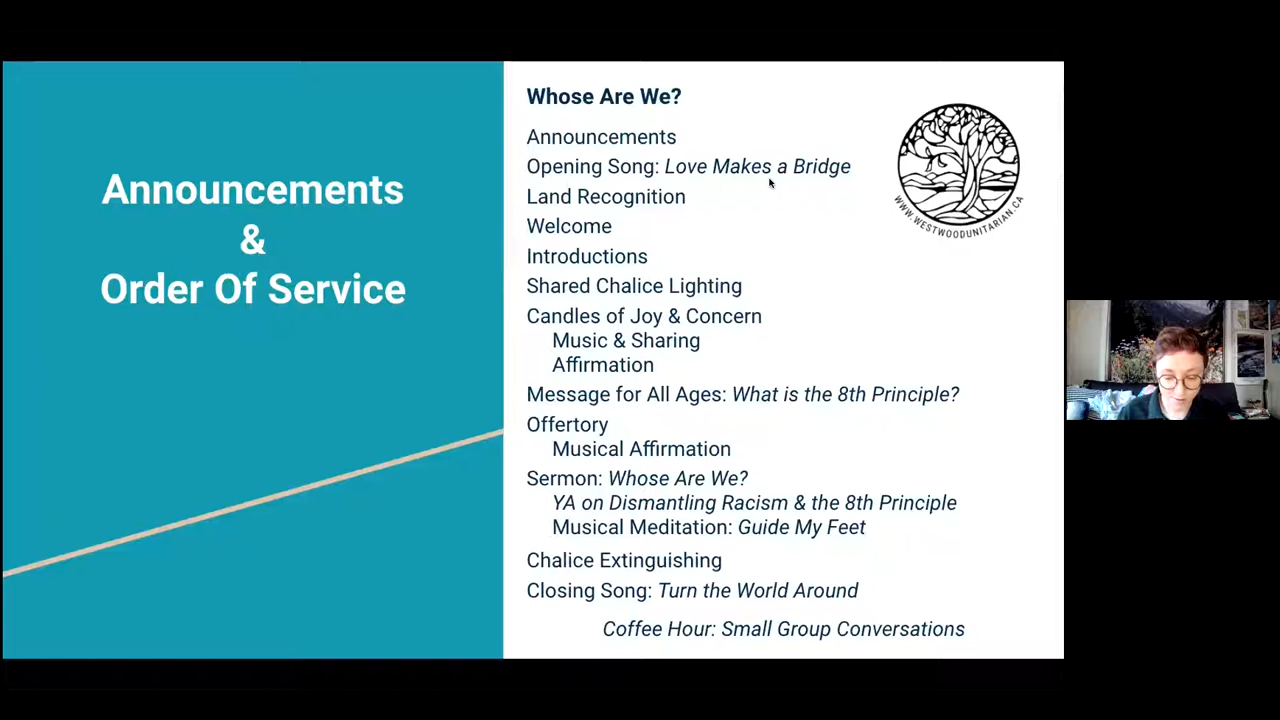 Announcements
&
Order Of Service
Whose Are We?
Announcements
Opening Song: Love Makes a Bridge
Land Recognition
Welcome
Introductions
Shared Chalice Lighting
Candles of Joy & Concern
Music & Sharing
Affirmation
Message for All Ages: What is the 8th Principle?
Offertory
Musical Affirmation
Sermon: Whose Are We?
YA on Dismantling Racism & the 8th Principle
Musical Meditation: Guide My Feet
Chalice Extinguishing
Closing Song: Turn the World Around
Coffee Hour: Small Group Conversations
WWW.WESTWOODUNITARIAN.CA